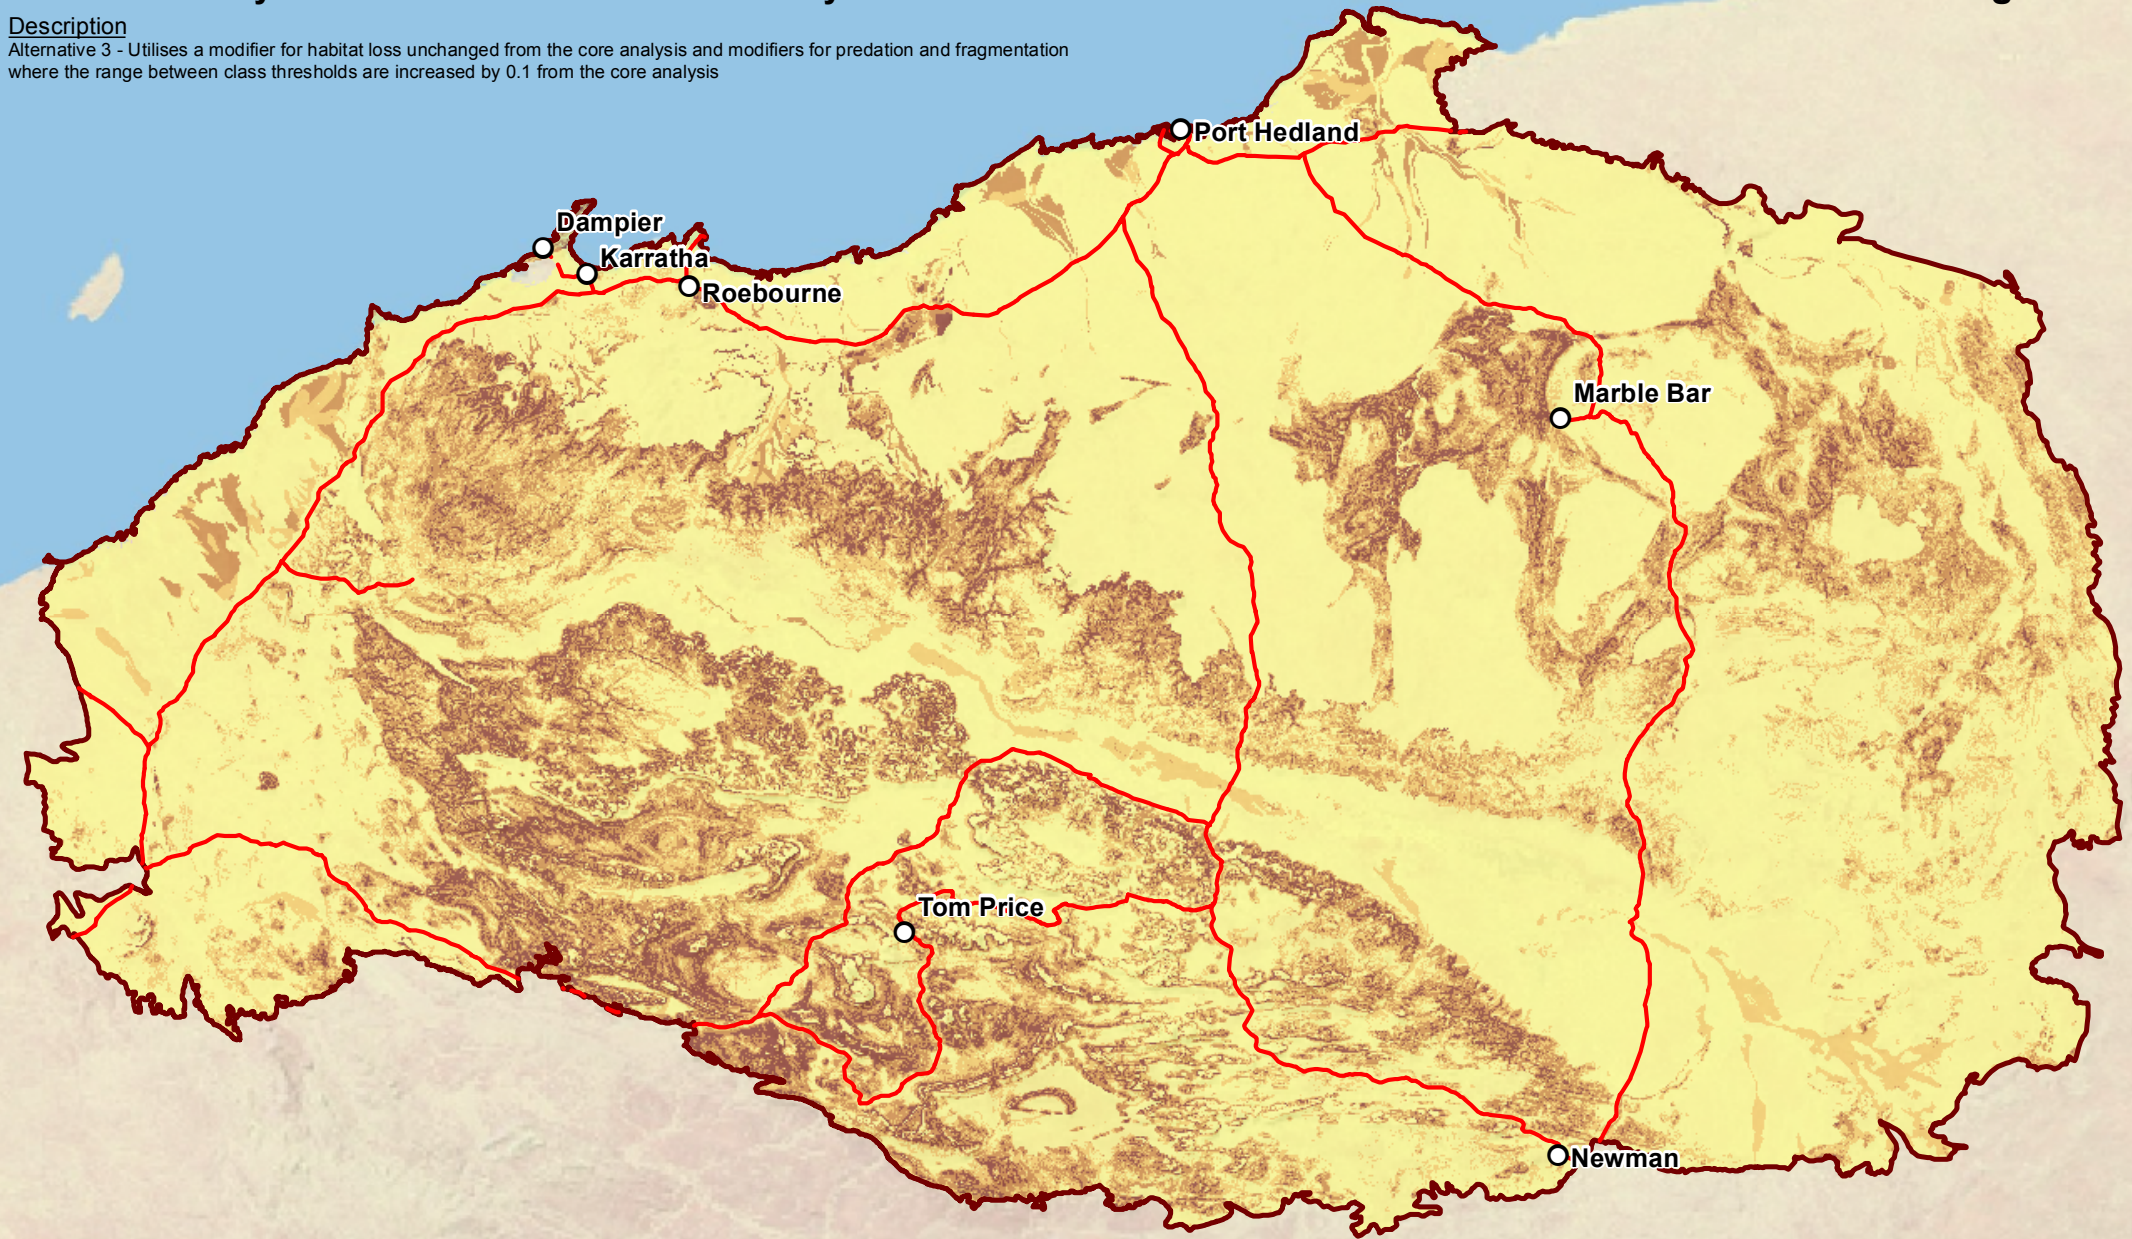 Description
Alternative 3 - Utilises a modifier for habitat loss unchanged from the core analysis and modifiers for predation and fragmentation
where the range between class thresholds are increased by 0.1 from the core analysis
Port Hedland
Dampier
Karratha
Roebourne
Marble Bar
Tom Price
Newman